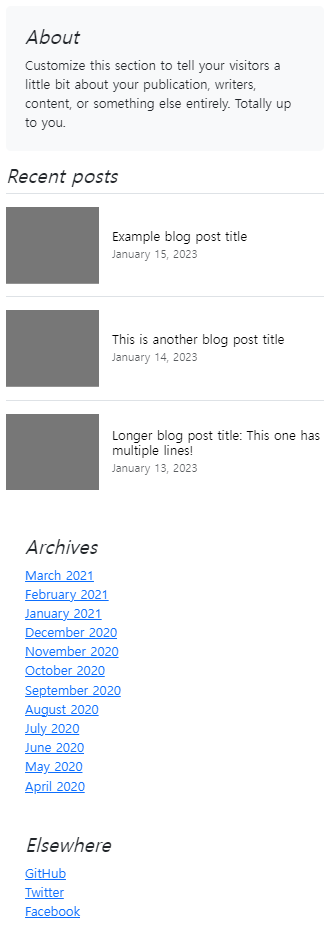 About
Customize this section to tell your visitors a
little bit about your publication, writers,
content, or something else entirely. Totally up
to you.
Recent posts
Example blog post title
January 15, 2023
This is another blog post title
January 14, 2023
Longer blog post title: This one has
multiple lines!
January 13, 2023
Archives
March 2021
February 2021
January 2021
December 2020
November 2020
October 2020
September 2020
August 2020
July 2020
June 2020
May 2020
April 2020
Elsewhere
GitHub
Twitter
Facebook